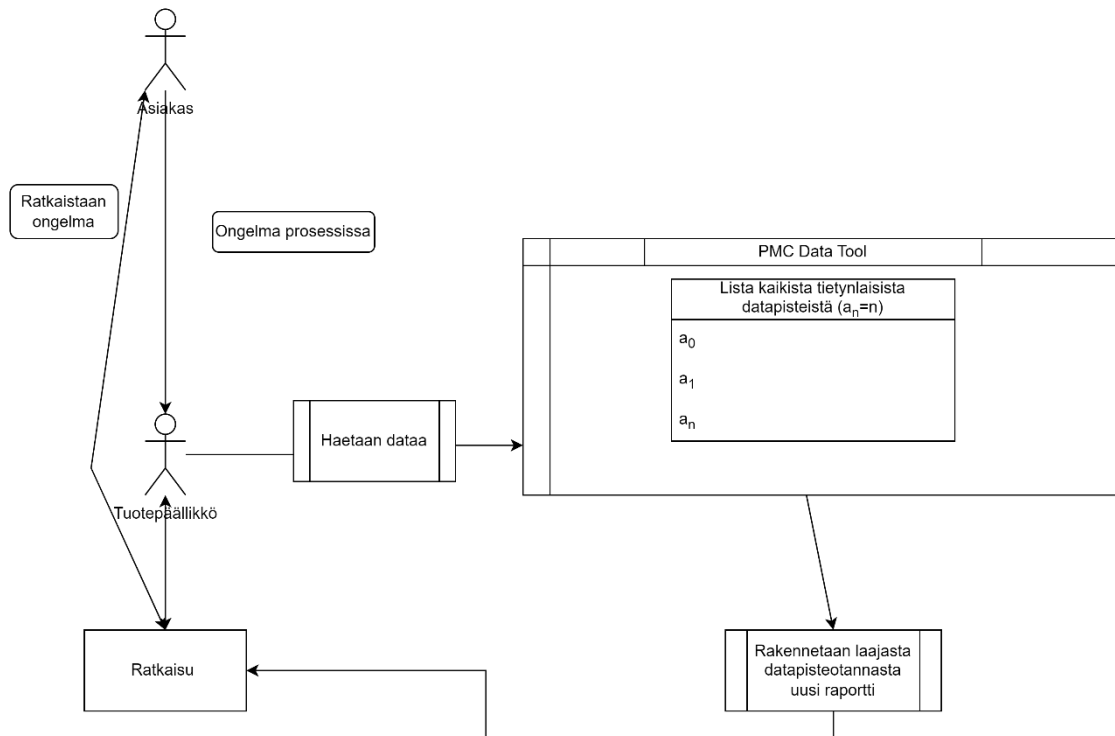 Asiakas
Ratkaistaan
ongelma
Ongelma prosessissa
PMC Data Tool
Lista kaikista tietynlaisista
datapisteistä (aₙ=n)
a₀
a₁
aₙ
Haetaan dataa
Tuotepäällikkö
Ratkaisu
Rakennetaan laajasta
datapisteotannasta
uusi raportti